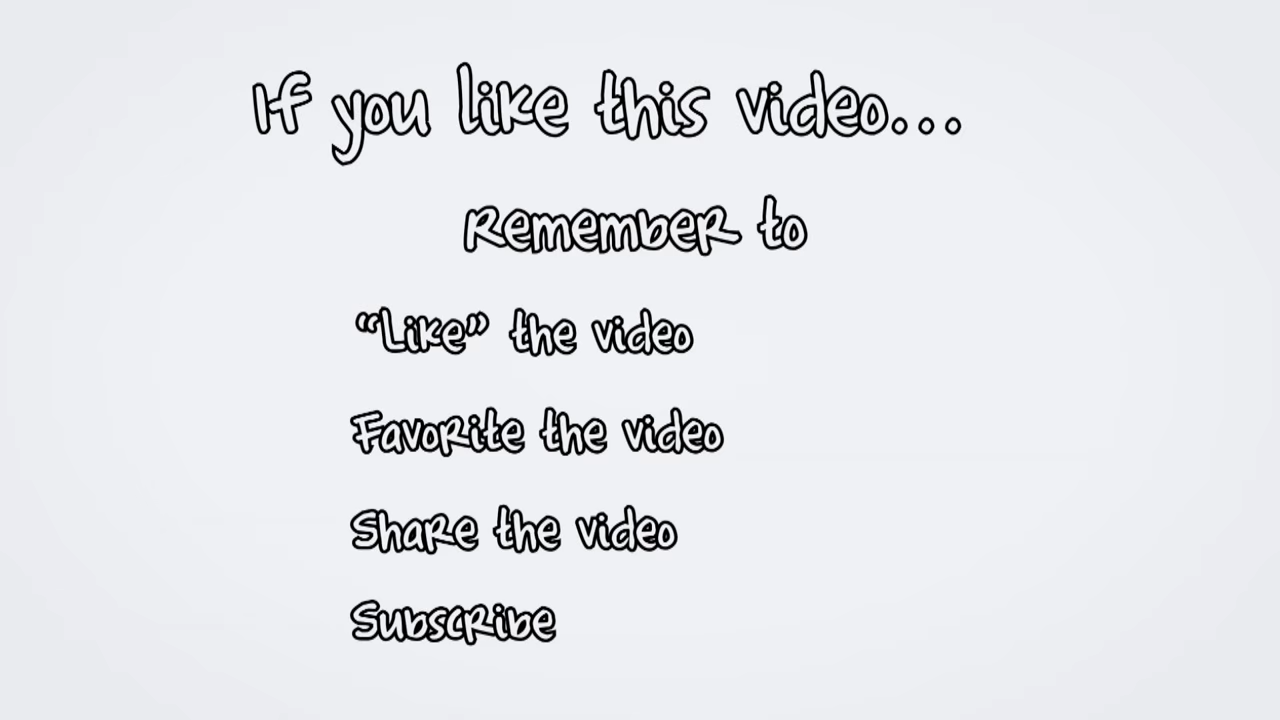 If you like this video...
Remember to
“Like” the video
Favorite the video
Share the video
Subscribe